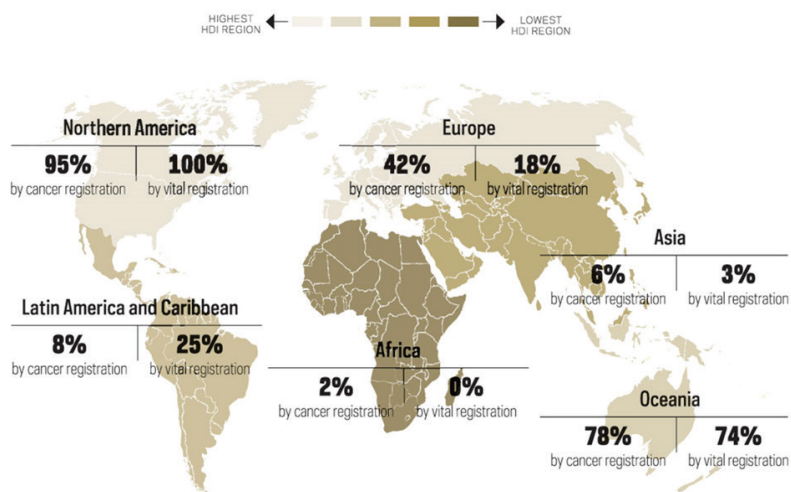 HIGHEST
HDI REGION
LOWEST
HDI REGION
Northern America
95% 100%
by cancer registration by vital registration
Europe
42% 18%
by cancer registration by vital registration
Asia
6% 3%
by cancer registration by vital registration
Latin America and Caribbean
8% 25%
by cancer registration by vital registration
Africa
2% 0%
by cancer registration by vital registration
Oceania
78% 74%
by cancer registration by vital registration